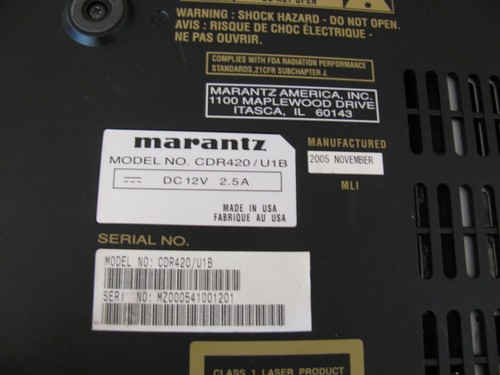 WARNING : SHOCK HAZARD - DO NOT OPEN.
AVIS : RISQUE DE CHOC ÉLECTRIQUE -
NE PAS OUVRIR.
COMPLIES WITH FDA RADIATION PERFORMANCE
STANDARDS, 21CFR SUBCHAPTER J.
MARANTZ AMERICA, INC.
1100 MAPLEWOOD DRIVE
ITASCA, IL 60143
marantz
MODEL NO. CDR420/U1B
DC 12V 2.5A
MADE IN USA
FABRIQUE AU USA
MANUFACTURED
2005 NOVEMBER
MLI
SERIAL NO.
MODEL NO: CDR420/U1B
SERI NO: MZ000541001201
CLASS 1 LASER PRODUCT